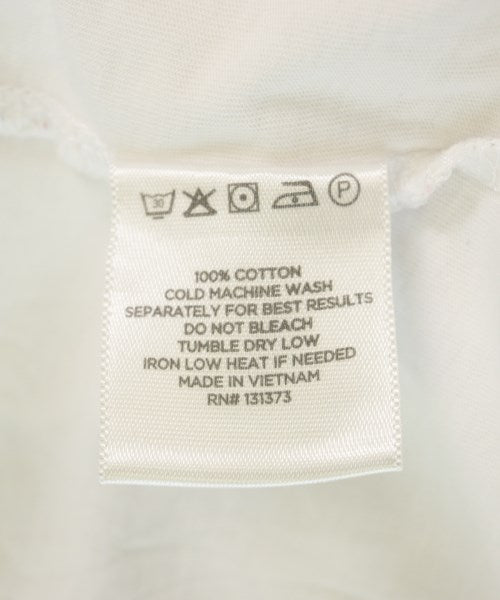 30 P
100% COTTON
COLD MACHINE WASH
SEPARATELY FOR BEST RESULTS
DO NOT BLEACH
TUMBLE DRY LOW
IRON LOW HEAT IF NEEDED
MADE IN VIETNAM
RN# 131373